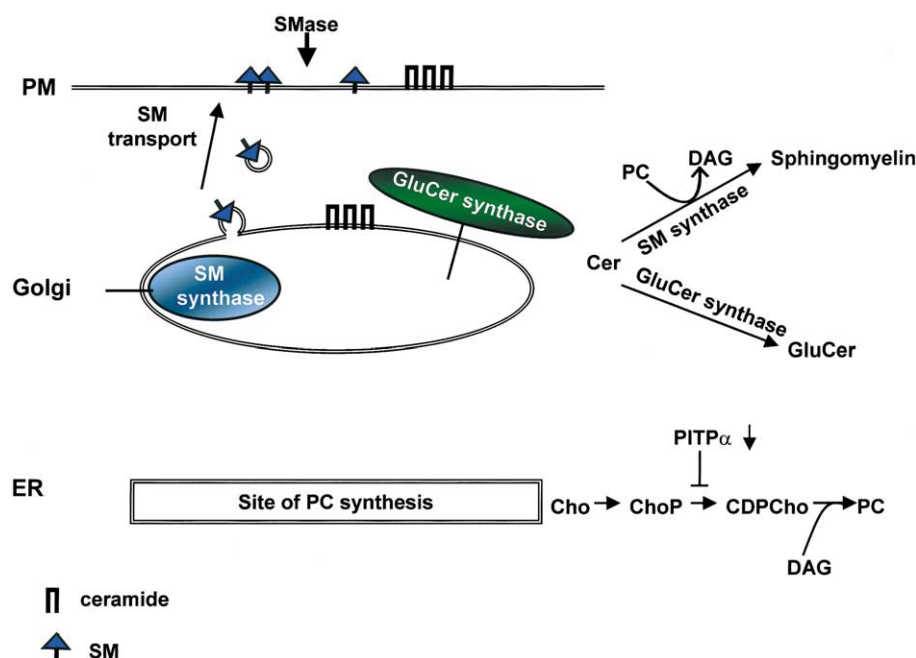 SMase
PM
SM
transport
GluCer synthase
PC
DAG
Sphingomyelin
SM synthase
Cer
GluCer synthase
GluCer
Golgi
SM
synthase
PITPα
ER
Site of PC synthesis
Cho
ChoP
CDPCho
PC
DAG
ceramide
SM